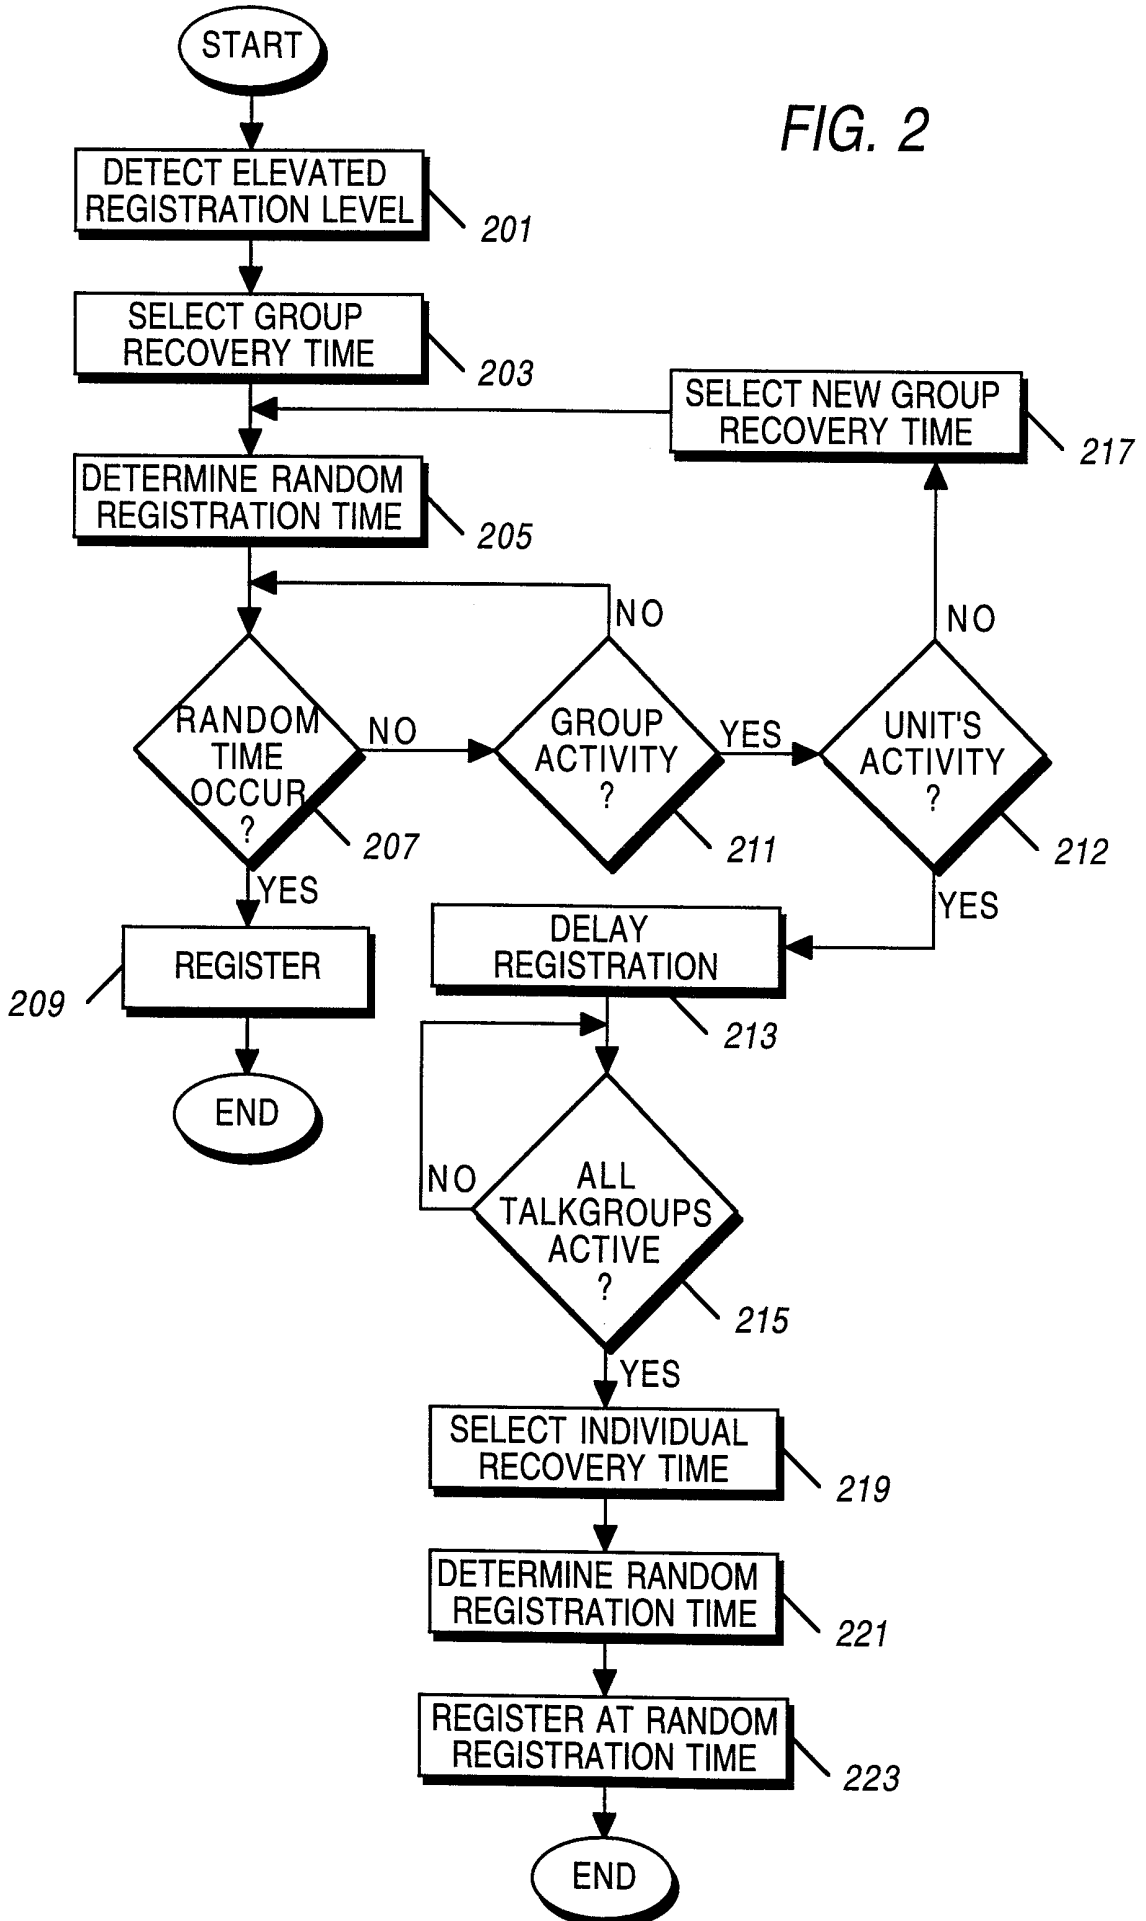 START
FIG. 2
DETECT ELEVATED
REGISTRATION LEVEL
201
SELECT GROUP
RECOVERY TIME
203
SELECT NEW GROUP
RECOVERY TIME
217
DETERMINE RANDOM
REGISTRATION TIME
205
NO
NO
RANDOM
TIME
OCCUR
?
207
NO
GROUP
ACTIVITY
?
211
YES
UNIT'S
ACTIVITY
?
212
YES
YES
REGISTER
209
DELAY
REGISTRATION
213
END
NO
ALL
TALKGROUPS
ACTIVE
?
215
YES
SELECT INDIVIDUAL
RECOVERY TIME
219
DETERMINE RANDOM
REGISTRATION TIME
221
REGISTER AT RANDOM
REGISTRATION TIME
223
END